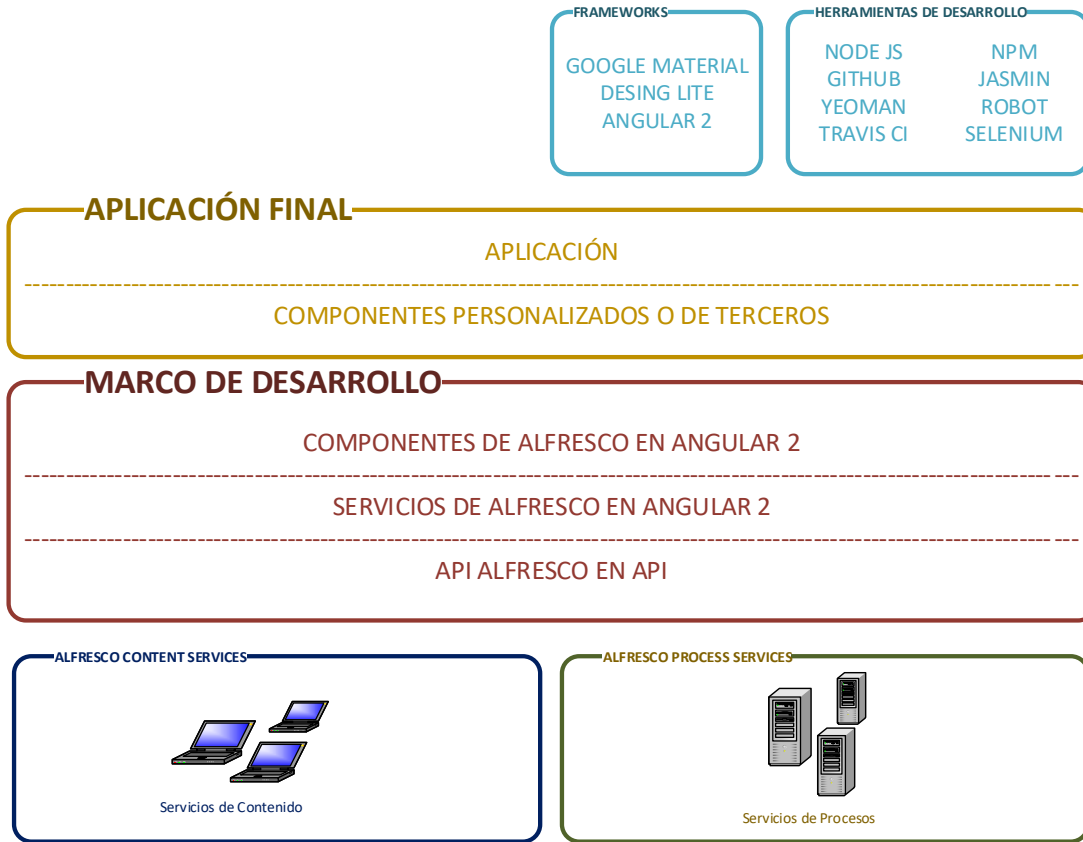 FRAMEWORKS
GOOGLE MATERIAL
DESING LITE
ANGULAR 2
HERRAMIENTAS DE DESARROLLO
NODE JS
GITHUB
YEOMAN
TRAVIS CI
NPM
JASMIN
ROBOT
SELENIUM
APLICACIÓN FINAL
APLICACIÓN
COMPONENTES PERSONALIZADOS O DE TERCEROS
MARCO DE DESARROLLO
COMPONENTES DE ALFRESCO EN ANGULAR 2
SERVICIOS DE ALFRESCO EN ANGULAR 2
API ALFRESCO EN API
ALFRESCO CONTENT SERVICES
Servicios de Contenido
ALFRESCO PROCESS SERVICES
Servicios de Procesos